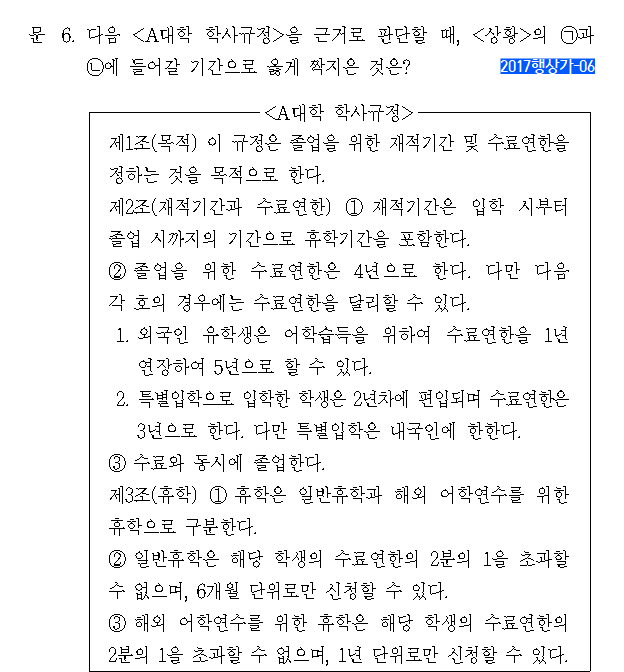 문 6. 다음 <A대학 학사규정>을 근거로 판단할 때, <상황>의 ㉠과
㉡에 들어갈 기간으로 옳게 짝지은 것은?
2017행상가-06
<A대학 학사규정>
제1조(목적) 이 규정은 졸업을 위한 재적기간 및 수료연한을
정하는 것을 목적으로 한다.
제2조(재적기간과 수료연한) ① 재적기간은 입학 시부터
졸업 시까지의 기간으로 휴학기간을 포함한다.
② 졸업을 위한 수료연한은 4년으로 한다. 다만 다음
각 호의 경우에는 수료연한을 달리할 수 있다.
1. 외국인 유학생은 어학습득을 위하여 수료연한을 1년
연장하여 5년으로 할 수 있다.
2. 특별입학으로 입학한 학생은 2년차에 편입되며 수료연한은
3년으로 한다. 다만 특별입학은 내국인에 한한다.
③ 수료와 동시에 졸업한다.
제3조(휴학) ① 휴학은 일반휴학과 해외 어학연수를 위한
휴학으로 구분한다.
② 일반휴학은 해당 학생의 수료연한의 2분의 1을 초과할
수 없으며, 6개월 단위로만 신청할 수 있다.
③ 해외 어학연수를 위한 휴학은 해당 학생의 수료연한의
2분의 1을 초과할 수 없으며, 1년 단위로만 신청할 수 있다.